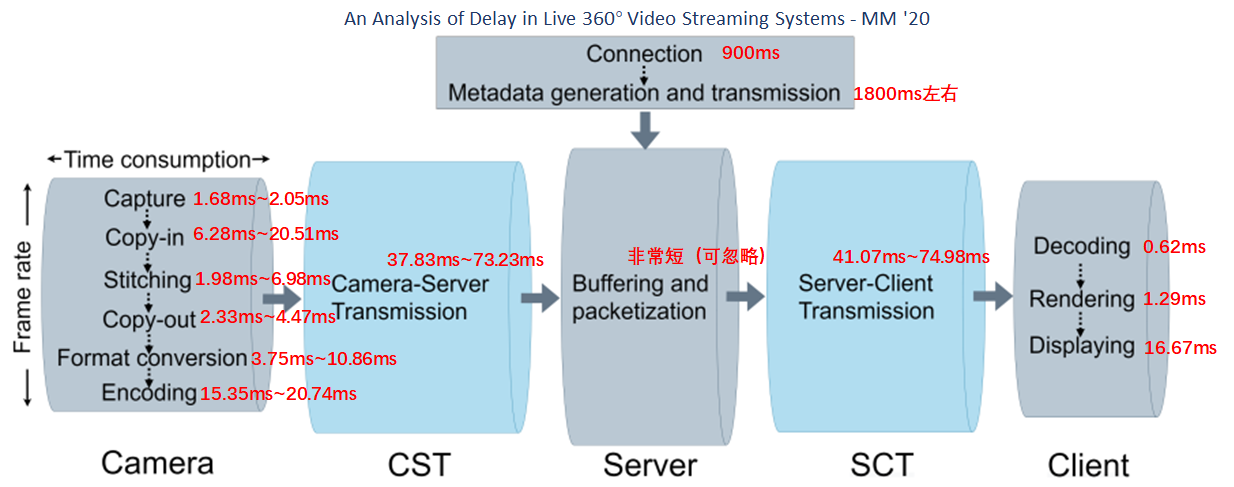 An Analysis of Delay in Live 360° Video Streaming Systems - MM '20
Connection 900ms
Metadata generation and transmission 1800ms左右
Time consumption
Frame rate
Capture 1.68ms~2.05ms
Copy-in 6.28ms~20.51ms
Stitching 1.98ms~6.98ms
Copy-out 2.33ms~4.47ms
Format conversion 3.75ms~10.86ms
Encoding 15.35ms~20.74ms
37.83ms~73.23ms
Camera-Server
Transmission
非常短（可忽略)
Buffering and
packetization
41.07ms~74.98ms
Server-Client
Transmission
Decoding 0.62ms
Rendering 1.29ms
Displaying 16.67ms
Camera
CST
Server
SCT
Client